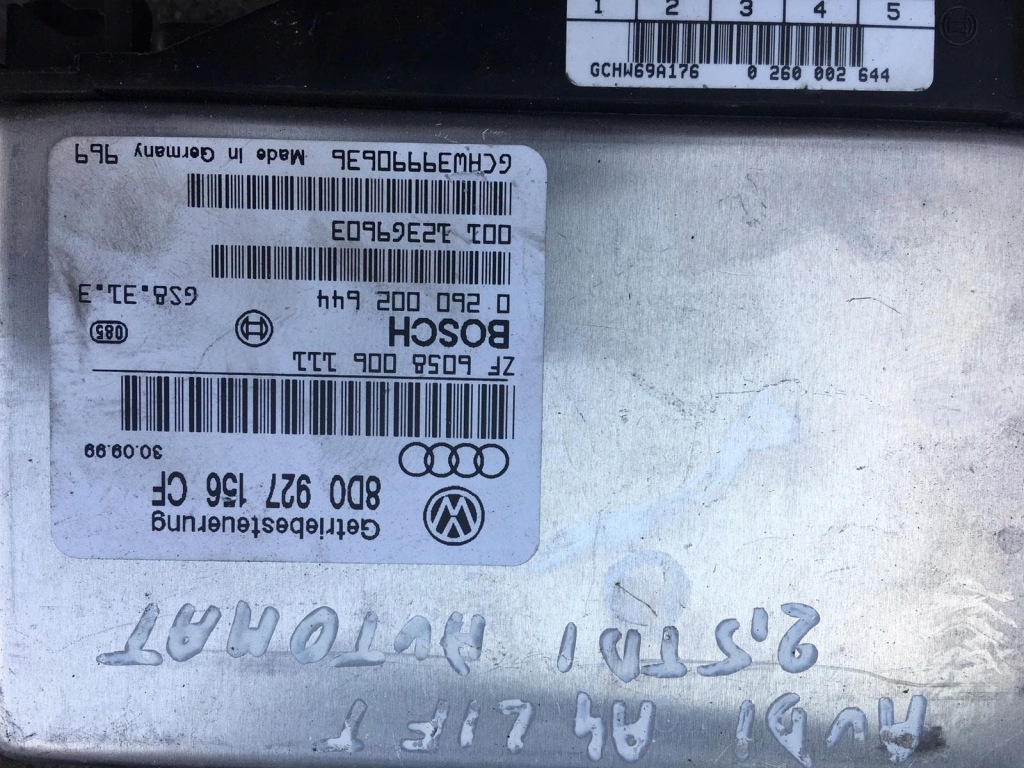 1 2 3 4 5
GCHW69A176 0 260 002 644
AUDI A4 LIFT
2,5TDI AUTOMAT
Getriebesteuerung
8D0 927 156 CF
30.09.99
ZF 6058 006 111
BOSCH 085
0 260 002 644 GS8.31.3
001 123G9603
GCHW39990636 Made in Germany 969